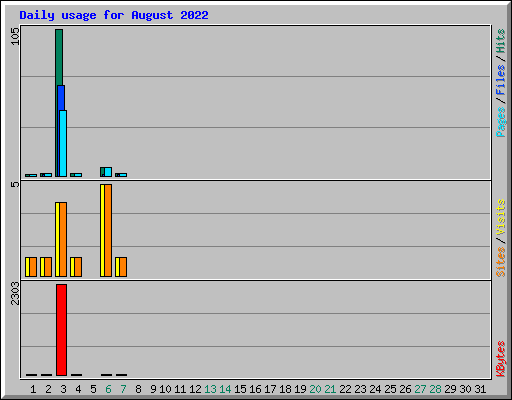 Daily usage for August 2022
105
Pages/Files/Hits
5
Sites/Visits
2303
KBytes
1 2 3 4 5 6 7 8 9 10 11 12 13 14 15 16 17 18 19 20 21 22 23 24 25 26 27 28 29 30 31